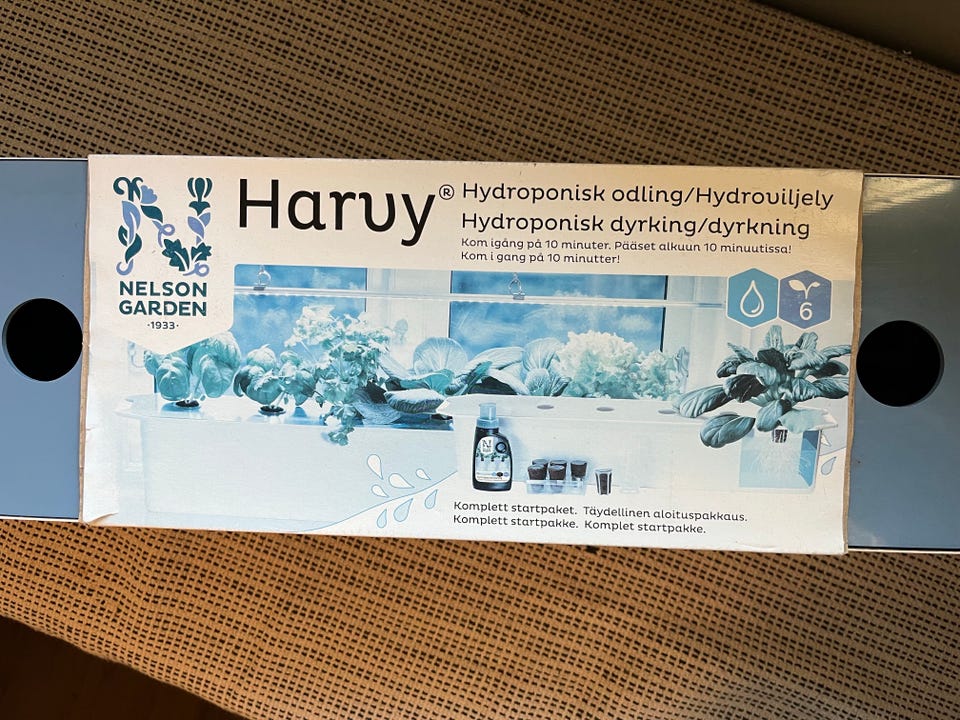 NELSON
GARDEN
·1933·
Harvy®
Hydroponisk odling/Hydroviljely
Hydroponisk dyrking/dyrkning
Kom igång på 10 minuter. Pääset alkuun 10 minuutissa!
Kom i gang på 10 minutter!
6
Komplett startpaket. Täydellinen aloituspakkaus.
Komplett startpakke. Komplet startpakke.